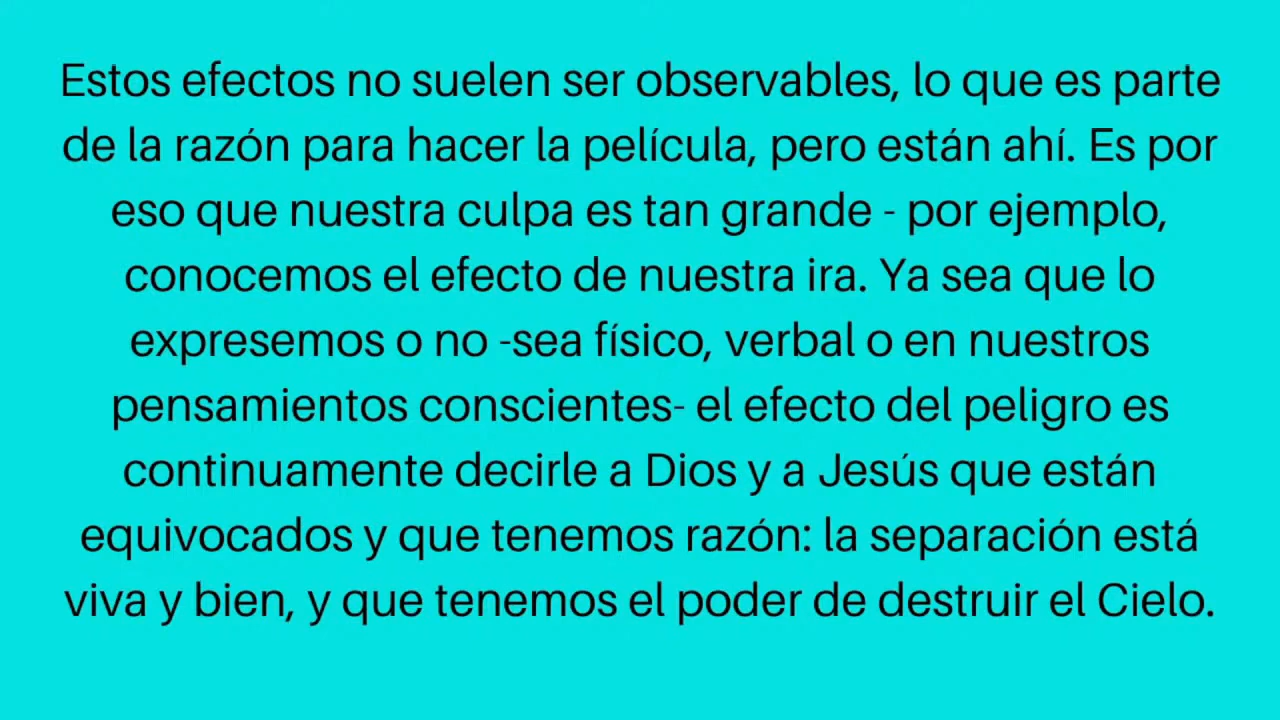 Estos efectos no suelen ser observables, lo que es parte
de la razón para hacer la película, pero están ahí. Es por
eso que nuestra culpa es tan grande - por ejemplo,
conocemos el efecto de nuestra ira. Ya sea que lo
expresemos o no -sea físico, verbal o en nuestros
pensamientos conscientes- el efecto del peligro es
continuamente decirle a Dios y a Jesús que están
equivocados y que tenemos razón: la separación está
viva y bien, y que tenemos el poder de destruir el Cielo.